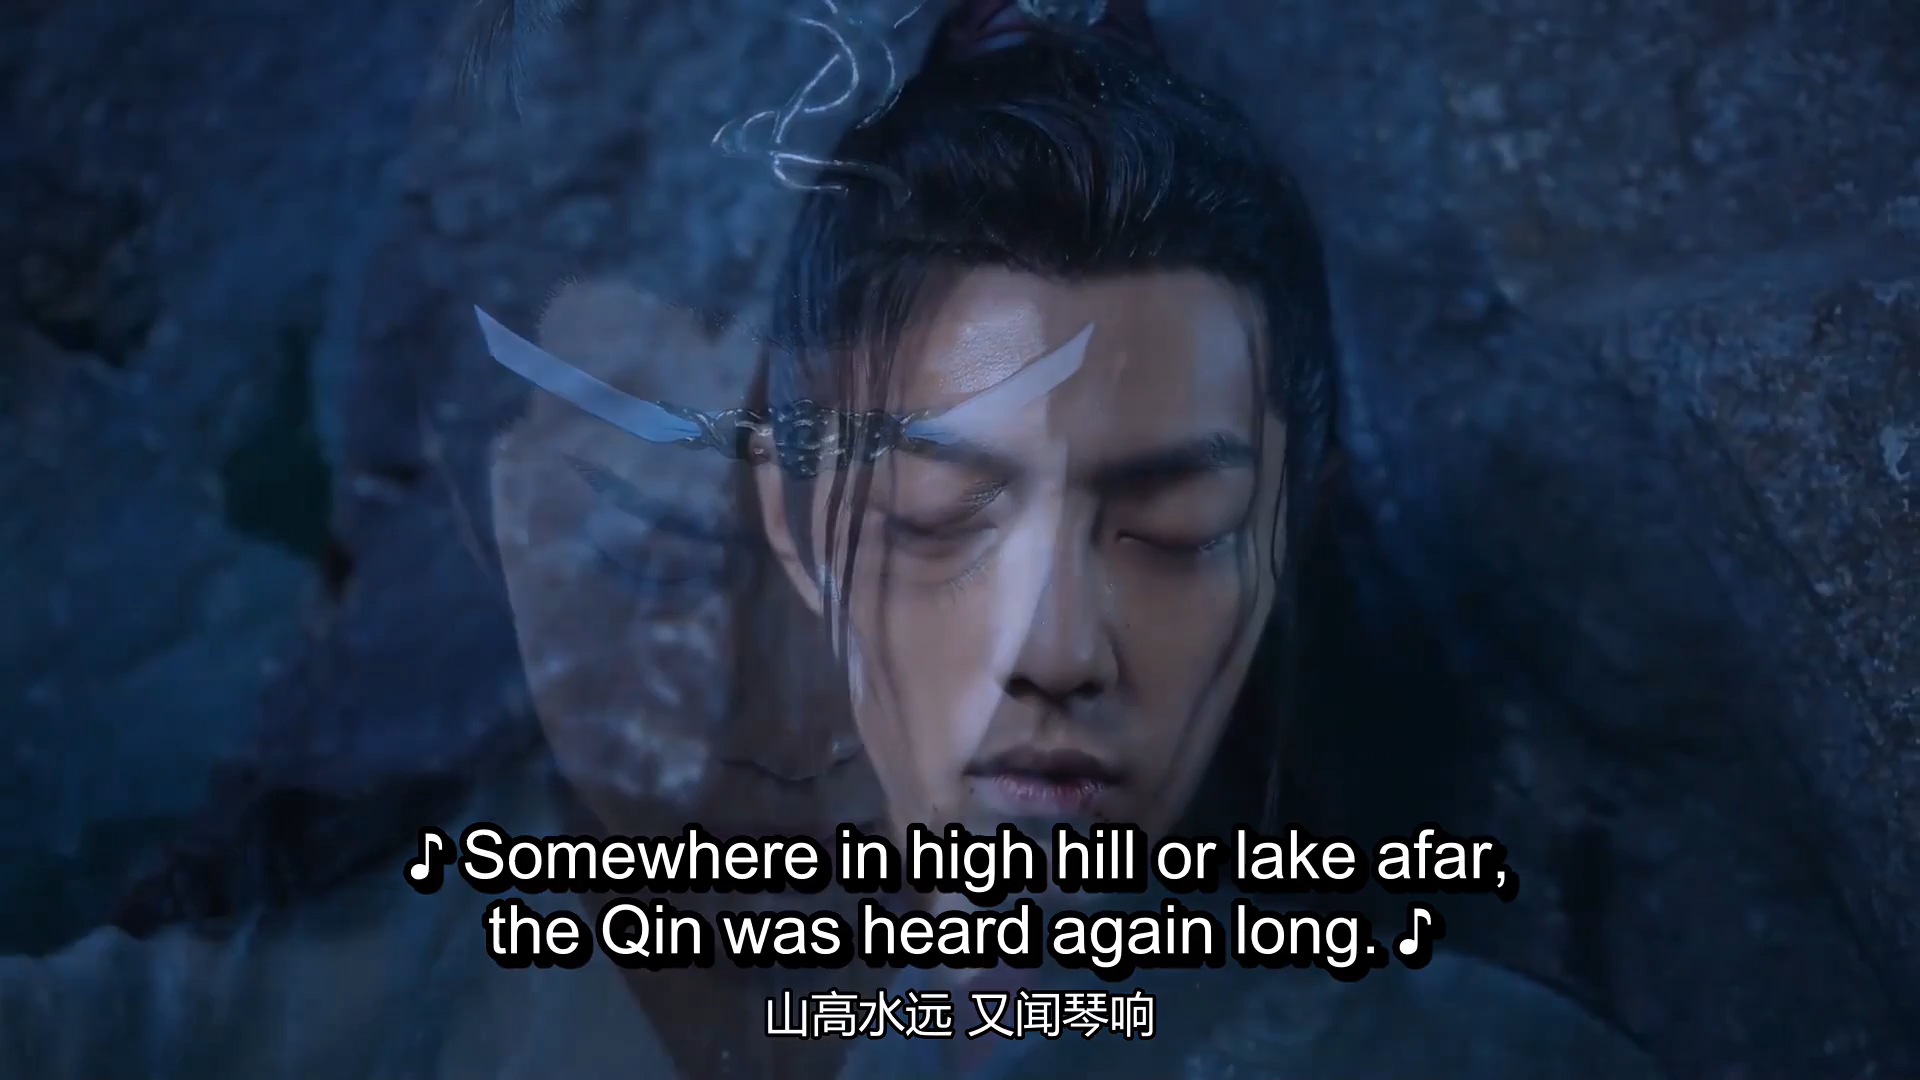 ♪ Somewhere in high hill or lake afar,
the Qin was heard again long. ♪
山高水远 又闻琴响